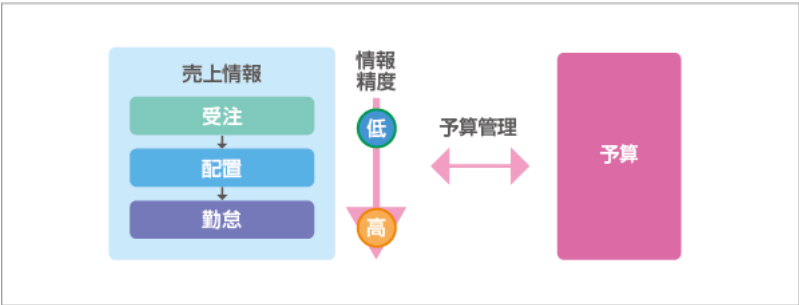 売上情報
受注
配置
勤怠
情報
精度
低
高
予算管理
予算